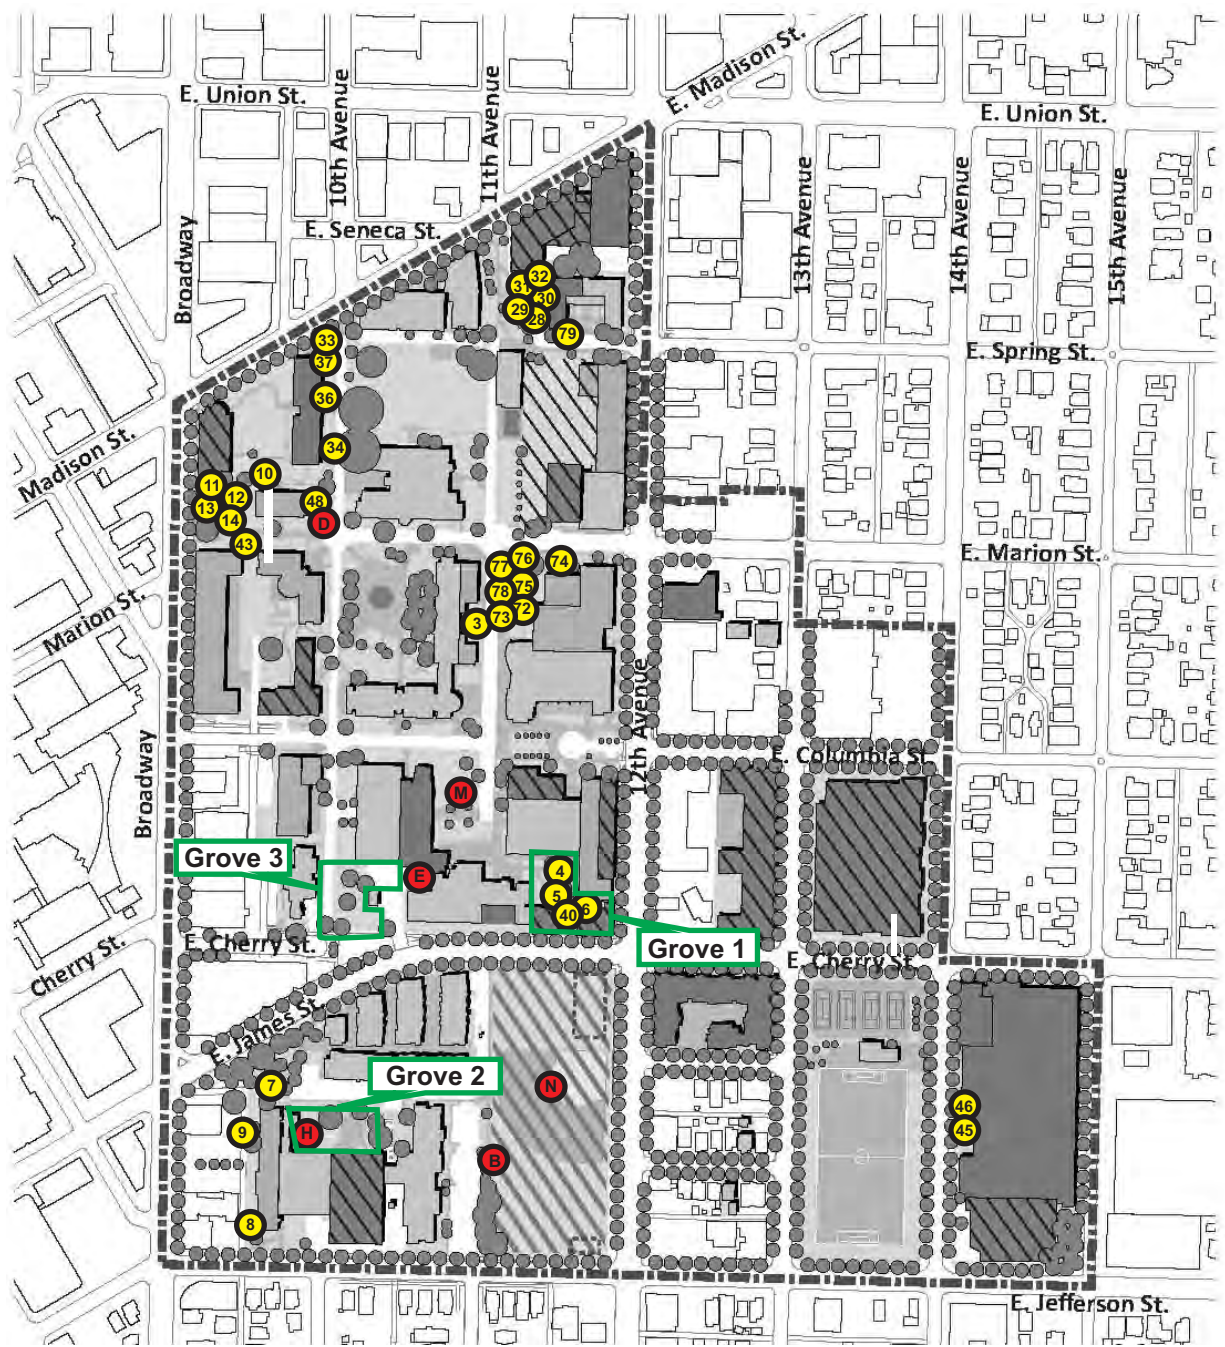 E. Madison St.
E. Union St.
E. Union St.
10th Avenue
11th Avenue
13th Avenue
14th Avenue
15th Avenue
E. Seneca St.
Broadway
32
31
30
29
28
79
33
37
E. Spring St.
36
34
Madison St.
10
11
12
48
13
D
14
43
76
74
77
E. Marion St.
75
78
Marion St.
72
73
3
12th Avenue
Broadway
E. Columbia St.
M
Grove 3
4
E
5
6
40
E. Cherry St.
Grove 1
Cherry St.
E. Cherry St.
E. James St.
Grove 2
7
N
46
H
9
45
B
8
E. Jefferson St.